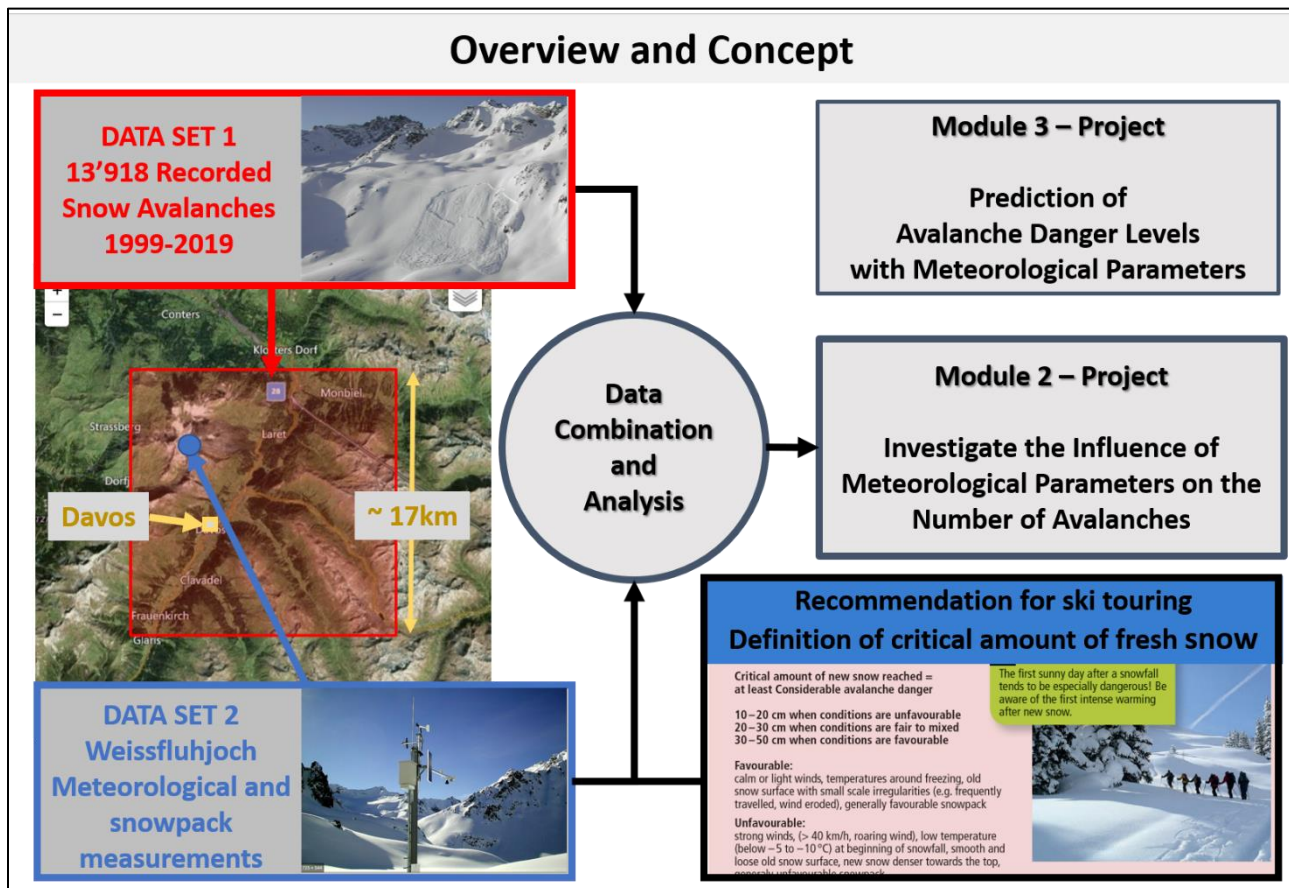 Overview and Concept
DATA SET 1
13’918 Recorded
Snow Avalanches
1999-2019
Module 3 – Project
Prediction of
Avalanche Danger Levels
with Meteorological Parameters
+
−
Conters
Klosters Dorf
28
Monbiel
Strassberg
Laret
Dorf
Davos
Davos
~ 17km
Clavadel
Frauenkirch
Glaris
Data
Combination
and
Analysis
Module 2 – Project
Investigate the Influence of
Meteorological Parameters on the
Number of Avalanches
DATA SET 2
Weissfluhjoch
Meteorological and
snowpack
measurements
Recommendation for ski touring
Definition of critical amount of fresh snow
Critical amount of new snow reached =
at least Considerable avalanche danger
10–20 cm when conditions are unfavourable
20–30 cm when conditions are fair to mixed
30–50 cm when conditions are favourable
Favourable:
calm or light winds, temperatures around freezing, old
snow surface with small scale irregularities (e.g. frequently
travelled, wind eroded), generally favourable snowpack
Unfavourable:
strong winds, (> 40 km/h, roaring wind), low temperature
(below −5 to −10 °C) at beginning of snowfall, smooth and
loose old snow surface, new snow denser towards the top,
The first sunny day after a snowfall
tends to be especially dangerous! Be
aware of the first intense warming
after new snow.